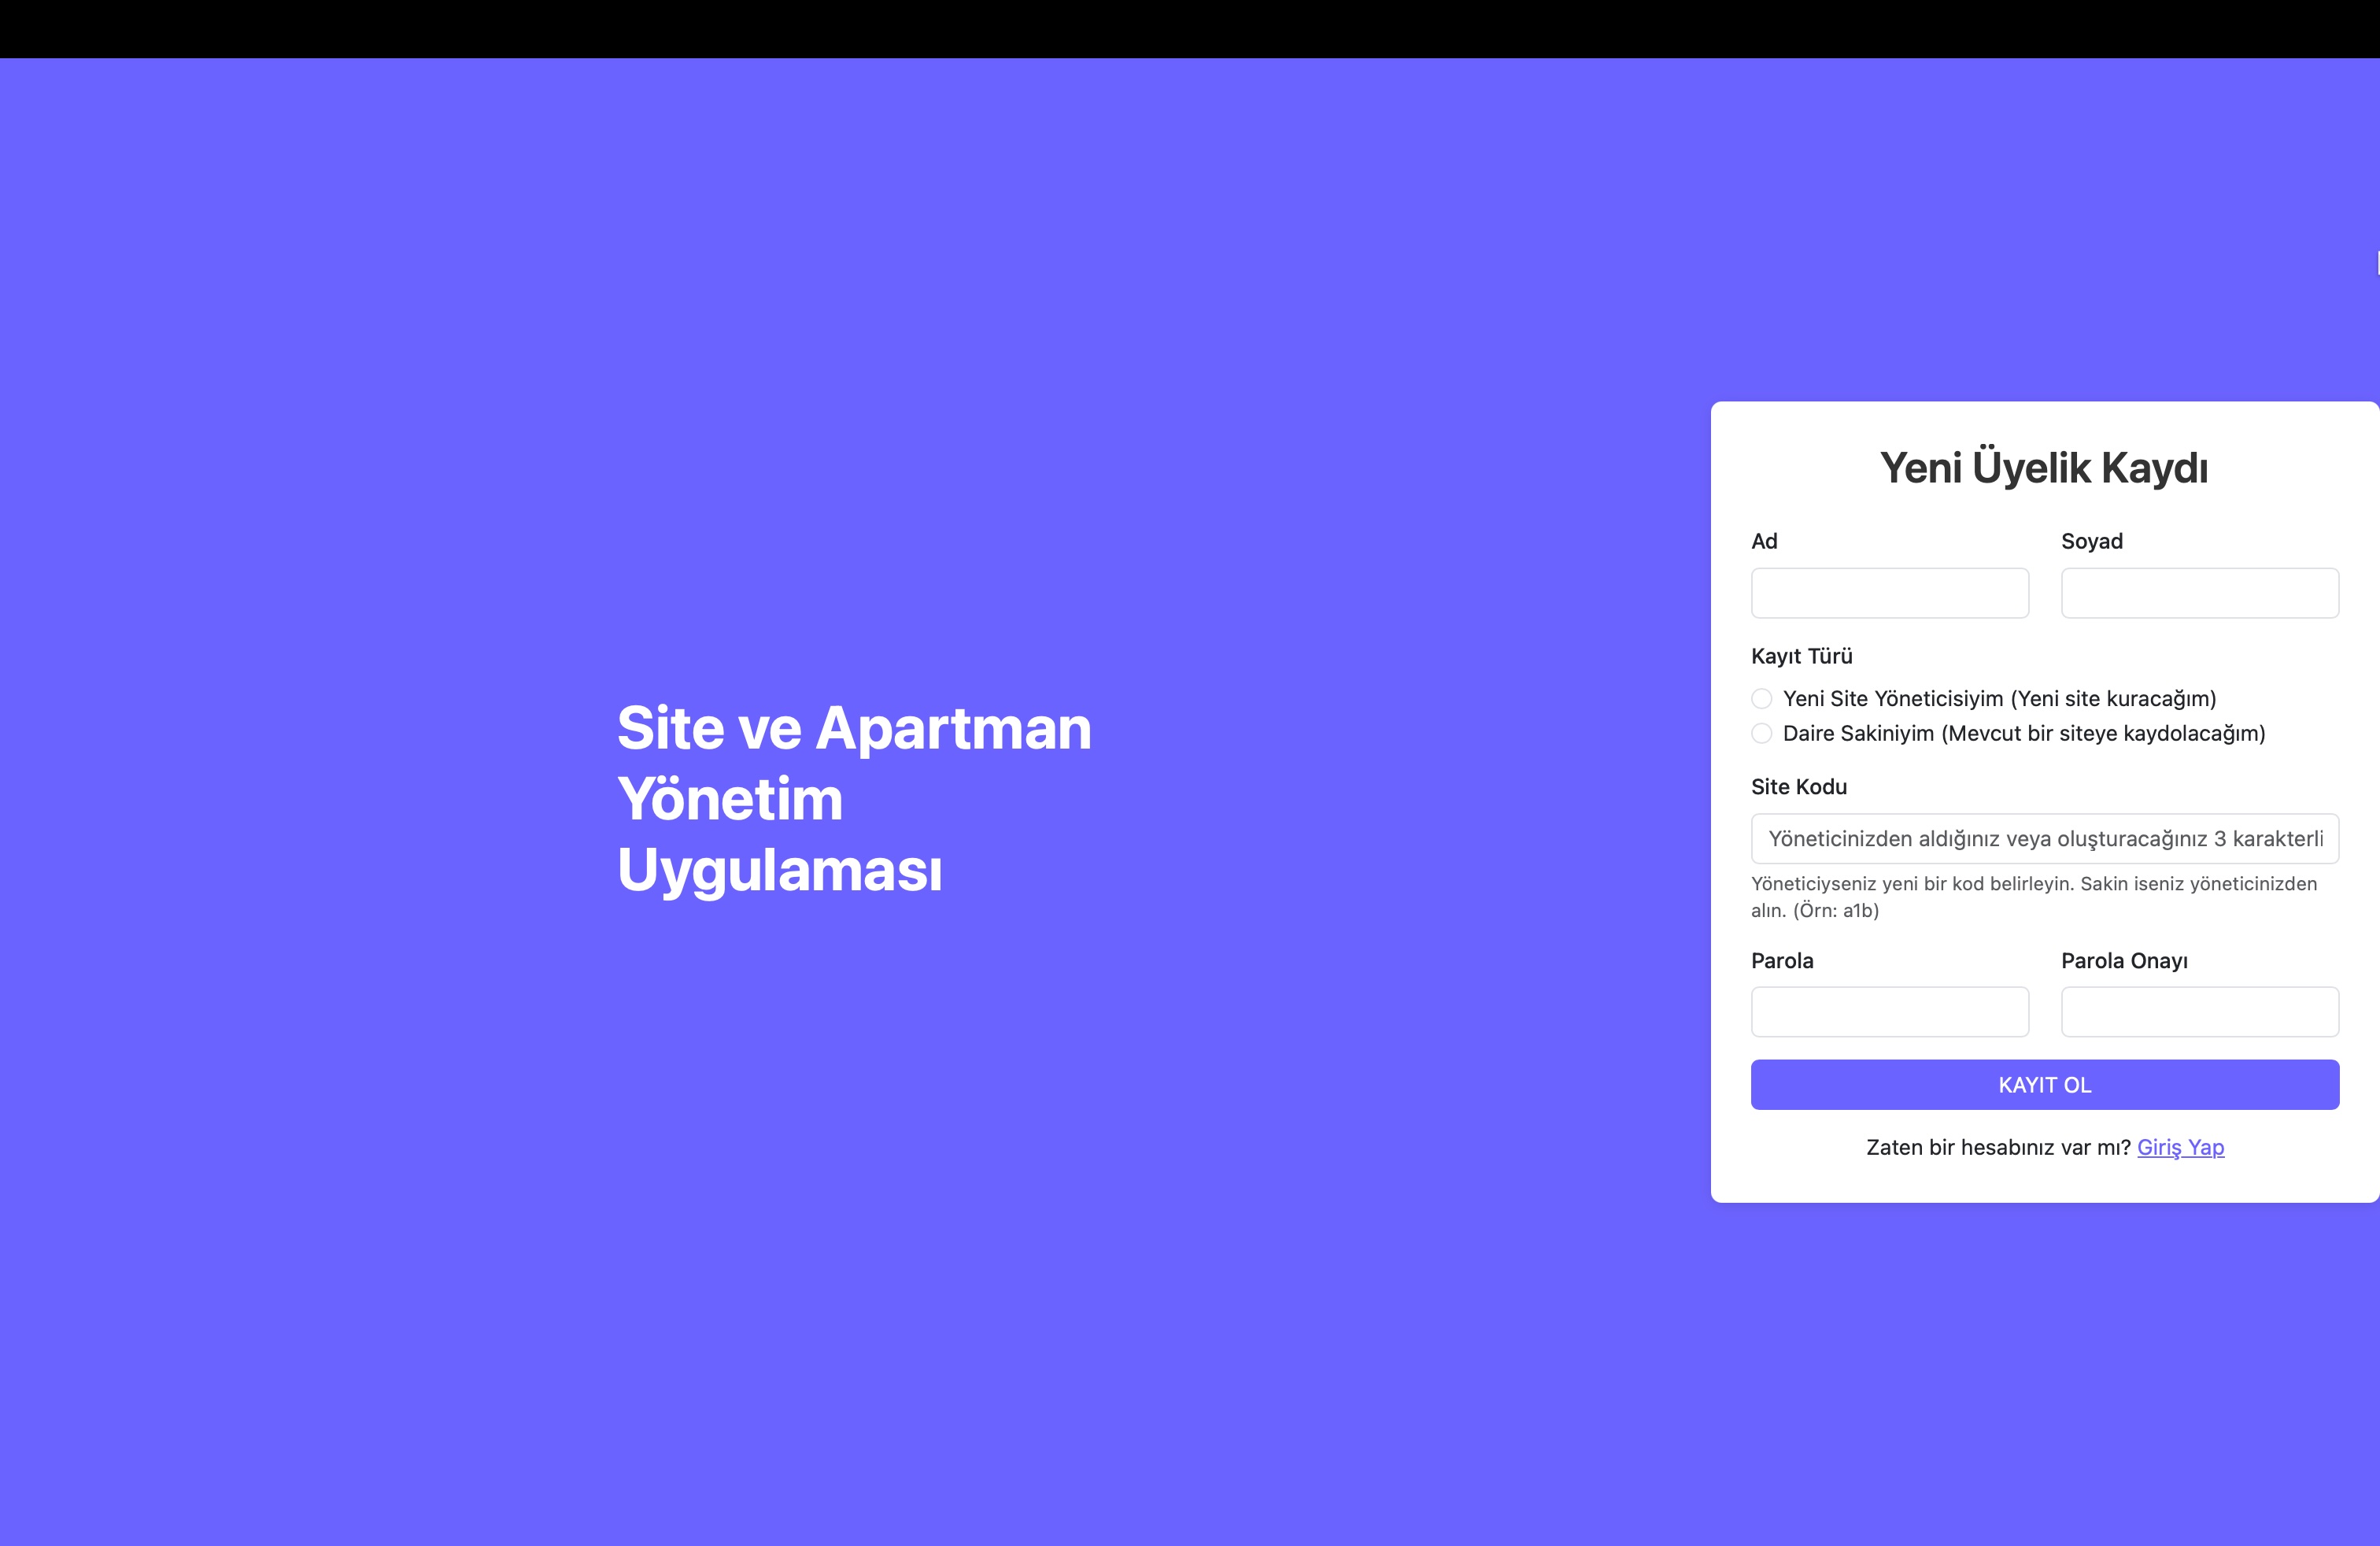 Site ve Apartman
Yönetim
Uygulaması
Yeni Üyelik Kaydı
Ad
Soyad
Kayıt Türü
Yeni Site Yöneticisiyim (Yeni site kuracağım)
Daire Sakiniyim (Mevcut bir siteye kaydolacağım)
Site Kodu
Yöneticinizden aldığınız veya oluşturacağınız 3 karakterli
Yöneticiyseniz yeni bir kod belirleyin. Sakin iseniz yöneticinizden
alın. (Örn: a1b)
Parola
Parola Onayı
KAYIT OL
Zaten bir hesabınız var mı? Giriş Yap